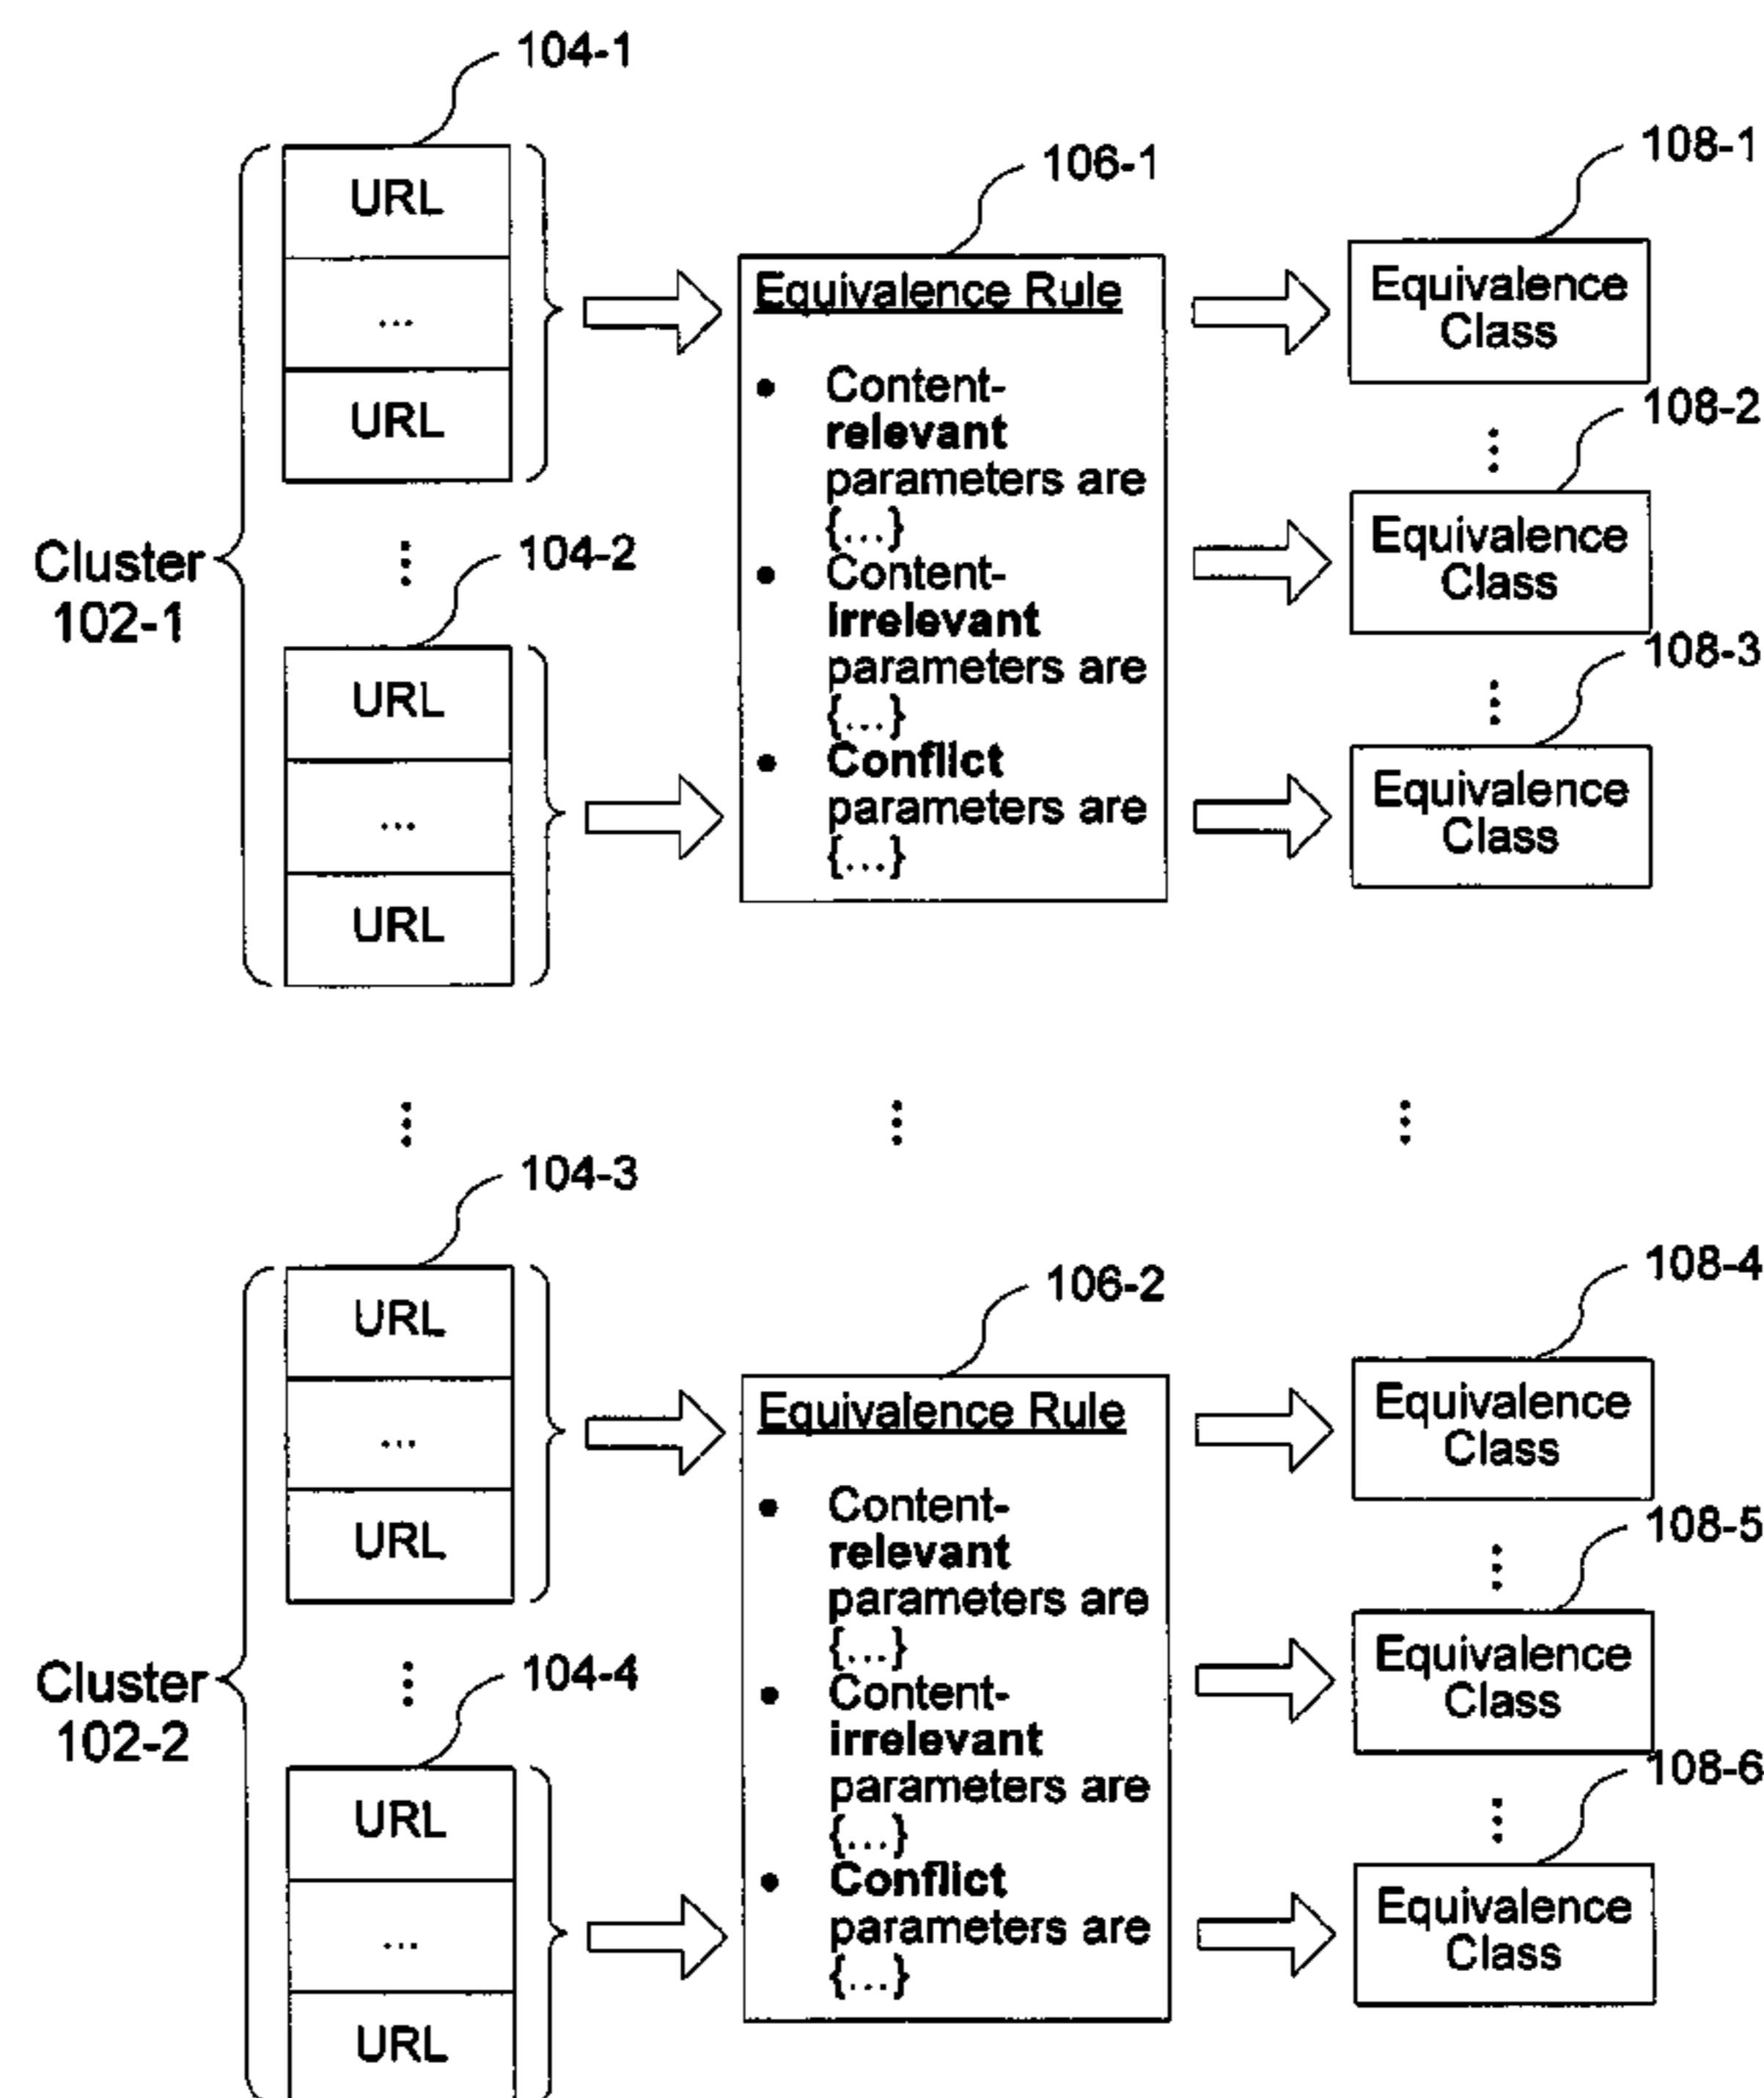 104-1
URL
...
URL
104-2
URL
...
URL
Cluster
102-1
106-1
Equivalence Rule
• Content-
relevant
parameters are
{...}
• Content-
irrelevant
parameters are
{...}
• Conflict
parameters are
{...}
108-1
Equivalence
Class
108-2
Equivalence
Class
108-3
Equivalence
Class
104-3
URL
...
URL
104-4
URL
...
URL
Cluster
102-2
106-2
Equivalence Rule
• Content-
relevant
parameters are
{...}
• Content-
irrelevant
parameters are
{...}
• Conflict
parameters are
{...}
108-4
Equivalence
Class
108-5
Equivalence
Class
108-6
Equivalence
Class